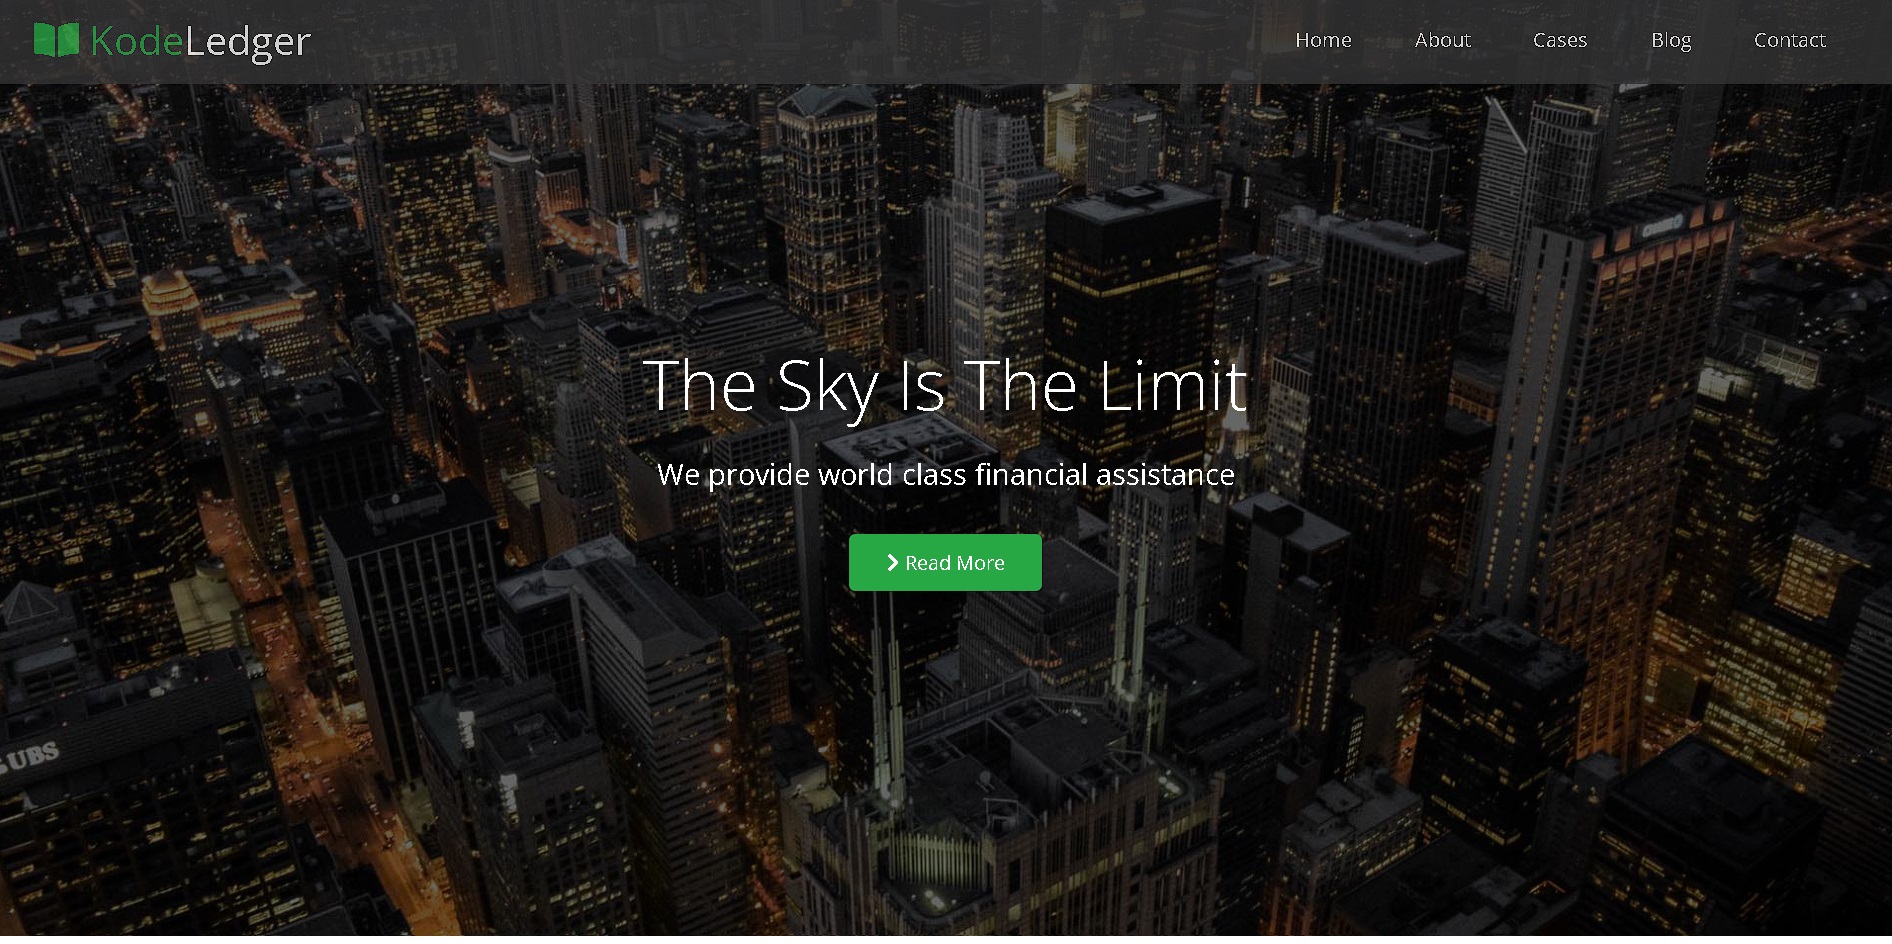 KodeLedger
Home
About
Cases
Blog
Contact
The Sky Is The Limit
We provide world class financial assistance
Read More
UBS